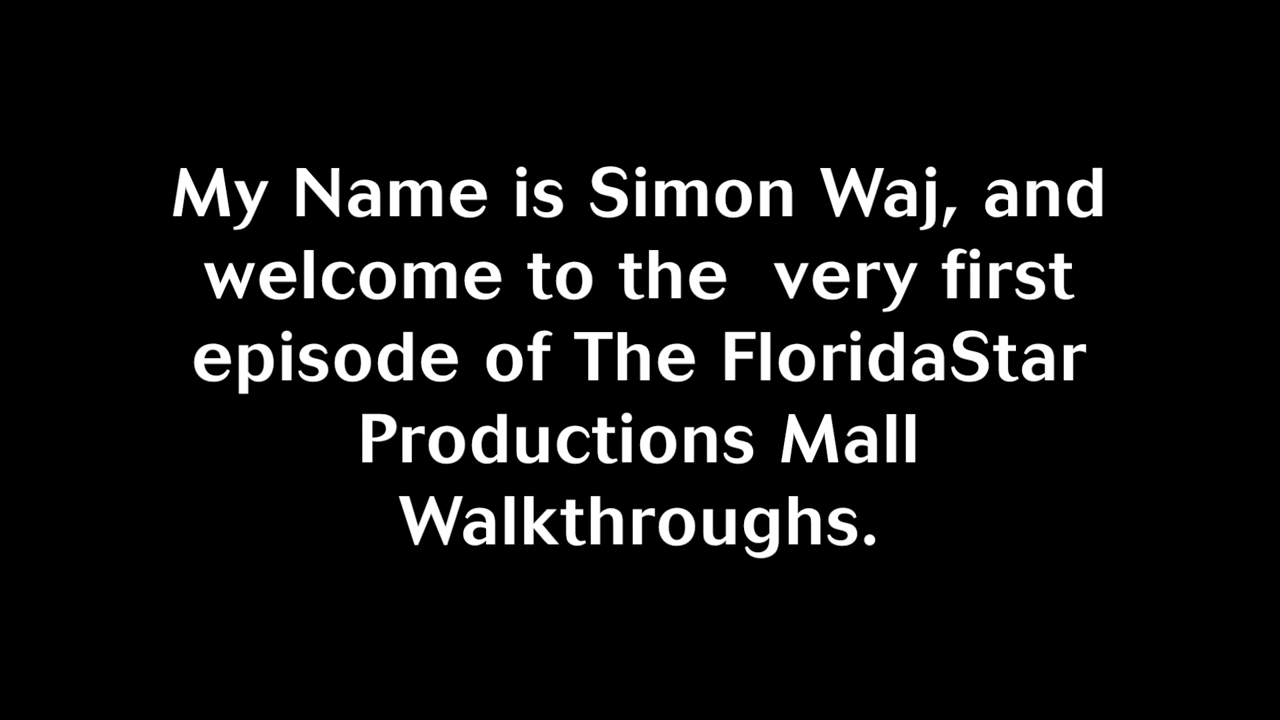 My Name is Simon Waj, and
welcome to the  very first
episode of The FloridaStar
Productions Mall
Walkthroughs.